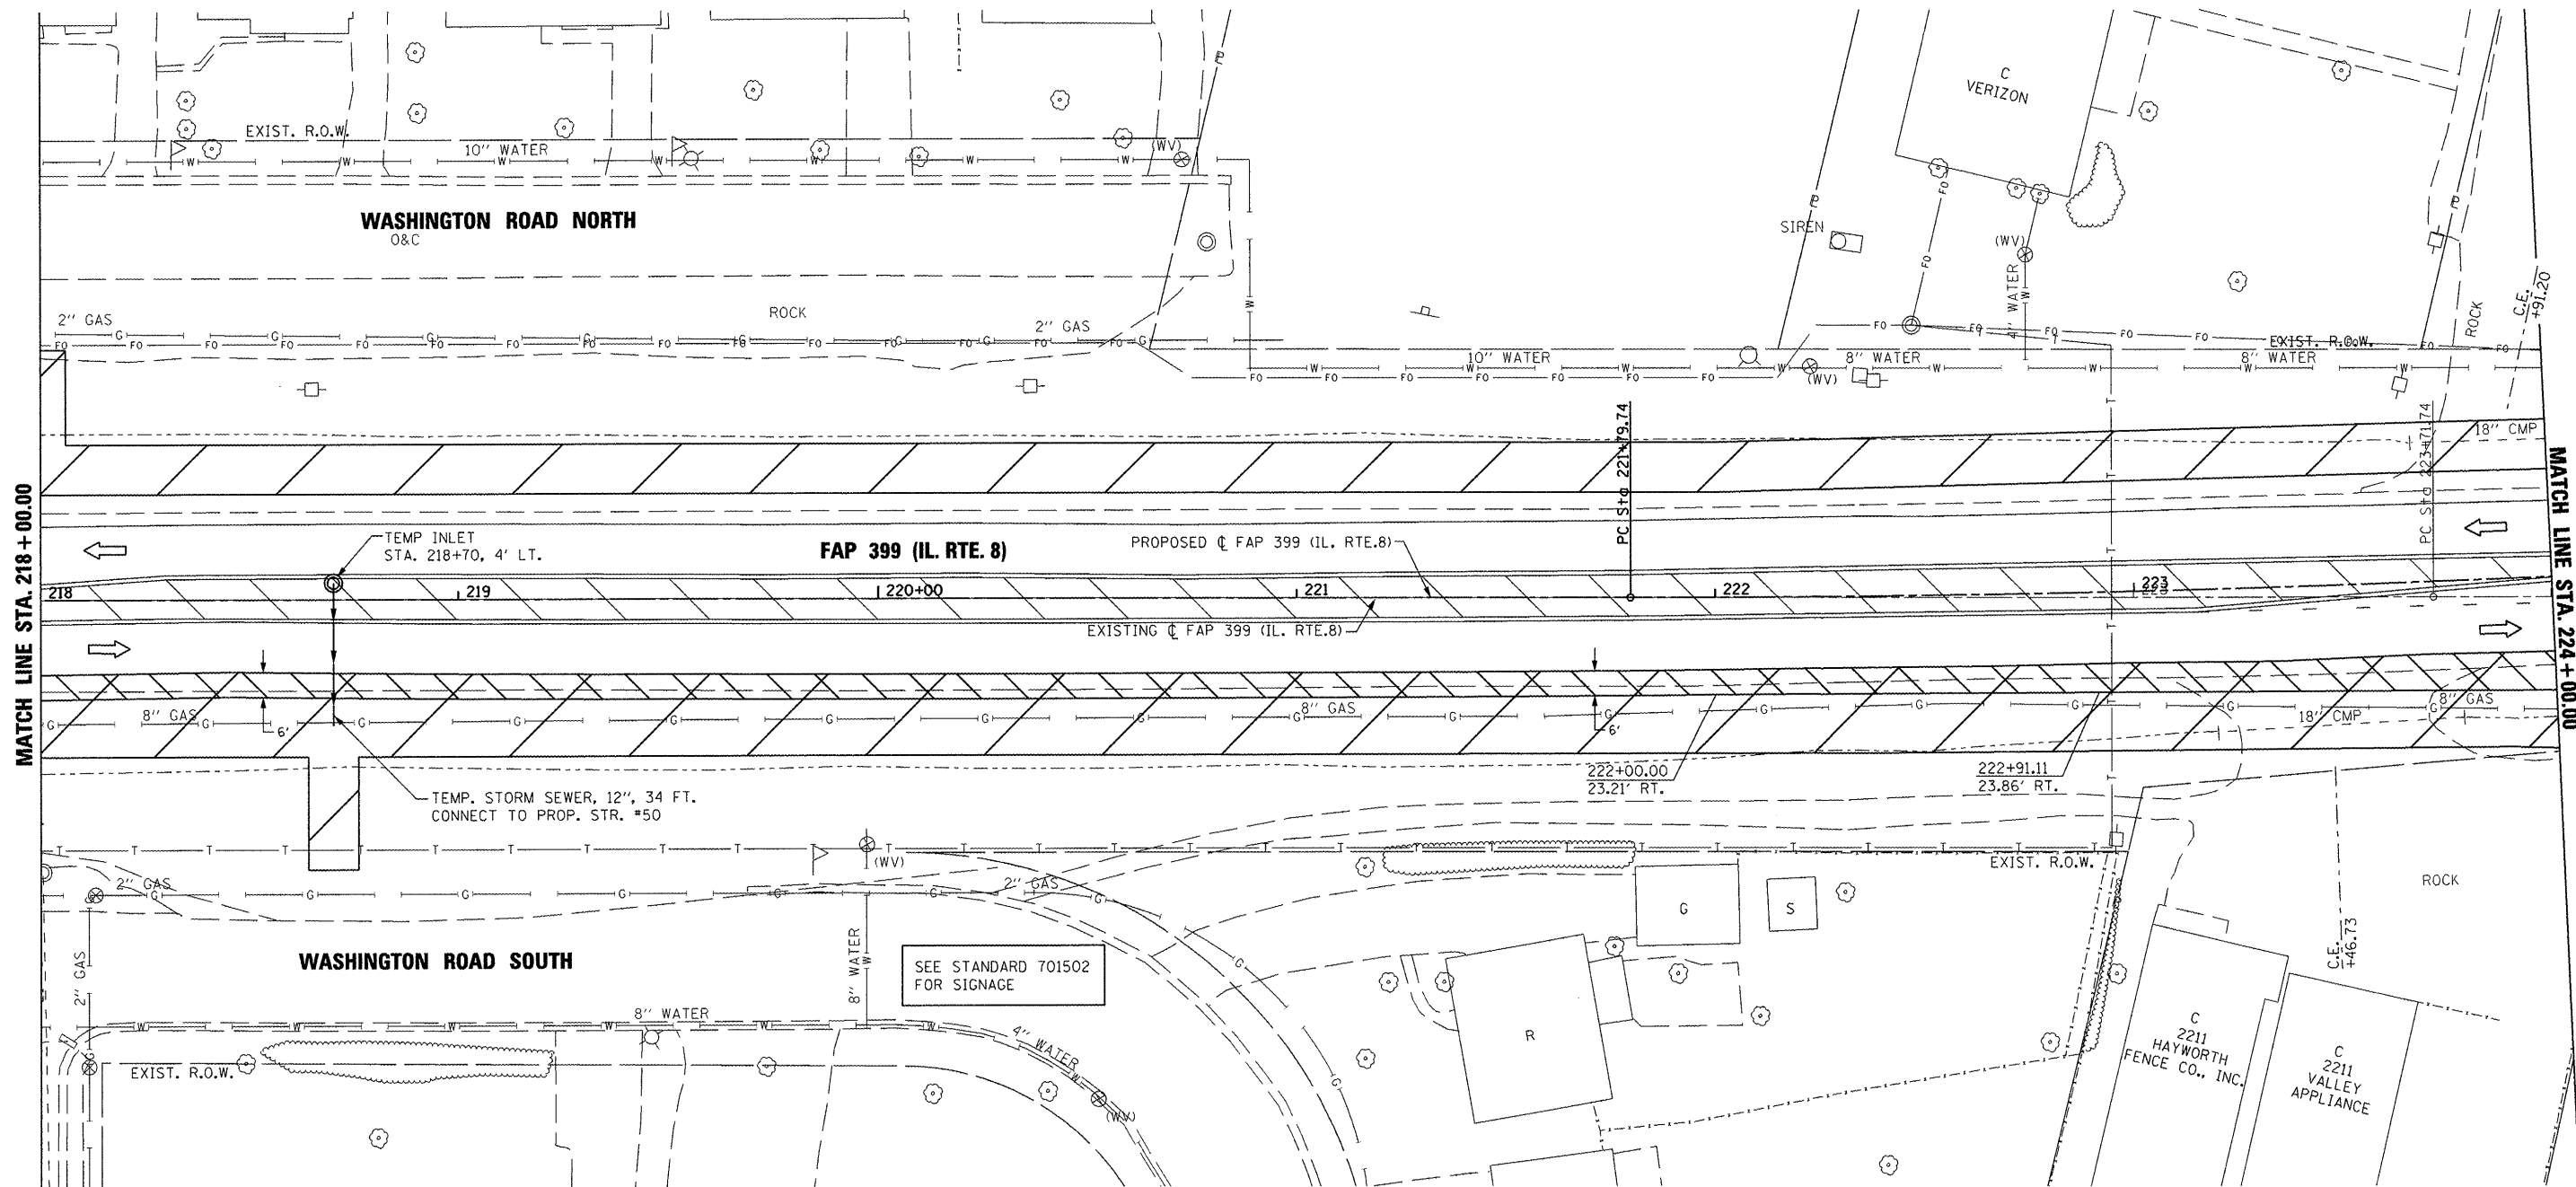 C
VERIZON
EXIST. R.O.W.
10" WATER
(WV)
WASHINGTON ROAD NORTH
O&C
SIREN
(WV)
4" WATER
C.E.
+91.20
ROCK
ROCK
2" GAS
2" GAS
EXIST. R.O.W.
10" WATER
8" WATER
8" WATER
(WV)
PC Sta 221+79.74
PC Sta 223+71.74
18" CMP
MATCH LINE STA. 218+00.00
MATCH LINE STA. 224+00.00
TEMP INLET
STA. 218+70, 4' LT.
FAP 399 (IL. RTE. 8)
PROPOSED ℄ FAP 399 (IL. RTE.8)
218
219
220+00
221
222
223
223
EXISTING ℄ FAP 399 (IL. RTE.8)
8" GAS
6'
8" GAS
6'
8" GAS
18" CMP
222+00.00
23.21' RT.
222+91.11
23.86' RT.
TEMP. STORM SEWER, 12", 34 FT.
CONNECT TO PROP. STR. #50
(WV)
EXIST. R.O.W.
2" GAS
2" GAS
ROCK
G
S
WASHINGTON ROAD SOUTH
2" GAS
8" WATER
SEE STANDARD 701502
FOR SIGNAGE
C.E.
+46.73
8" WATER
4" WATER
R
EXIST. R.O.W.
(WV)
C
2211
HAYWORTH
FENCE CO., INC.
C
2211
VALLEY
APPLIANCE